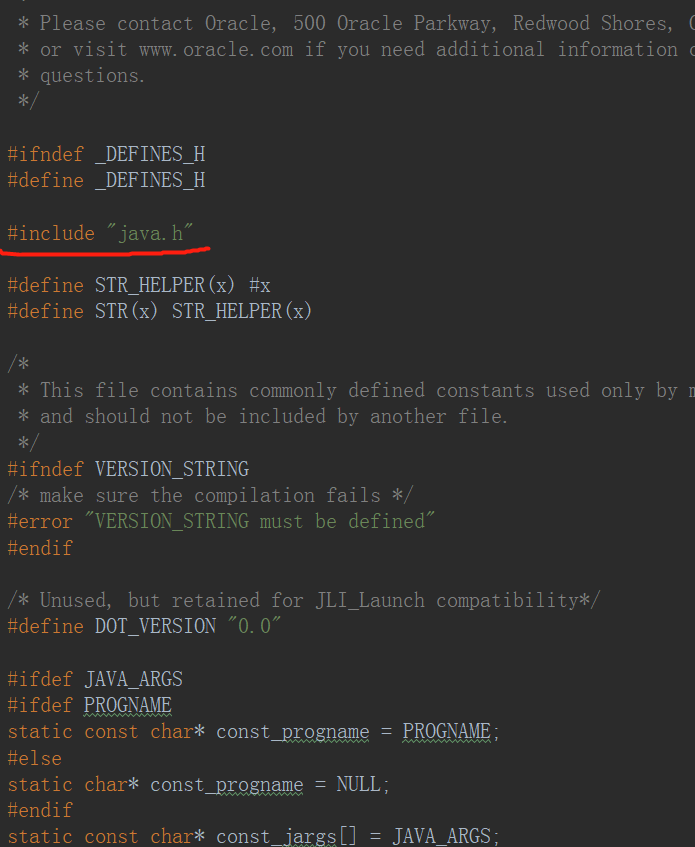 * Please contact Oracle, 500 Oracle Parkway, Redwood Shores,
* or visit www.oracle.com if you need additional information
* questions.
*/
#ifndef _DEFINES_H
#define _DEFINES_H
#include "java.h"
#define STR_HELPER(x) #x
#define STR(x) STR_HELPER(x)
/*
* This file contains commonly defined constants used only by
* and should not be included by another file.
*/
#ifndef VERSION_STRING
/* make sure the compilation fails */
#error "VERSION_STRING must be defined"
#endif
/* Unused, but retained for JLI_Launch compatibility*/
#define DOT_VERSION "0.0"
#ifdef JAVA_ARGS
#ifdef PROGNAME
static const char* const_progname = PROGNAME;
#else
static char* const_progname = NULL;
#endif
static const char* const_jargs[] = JAVA_ARGS;